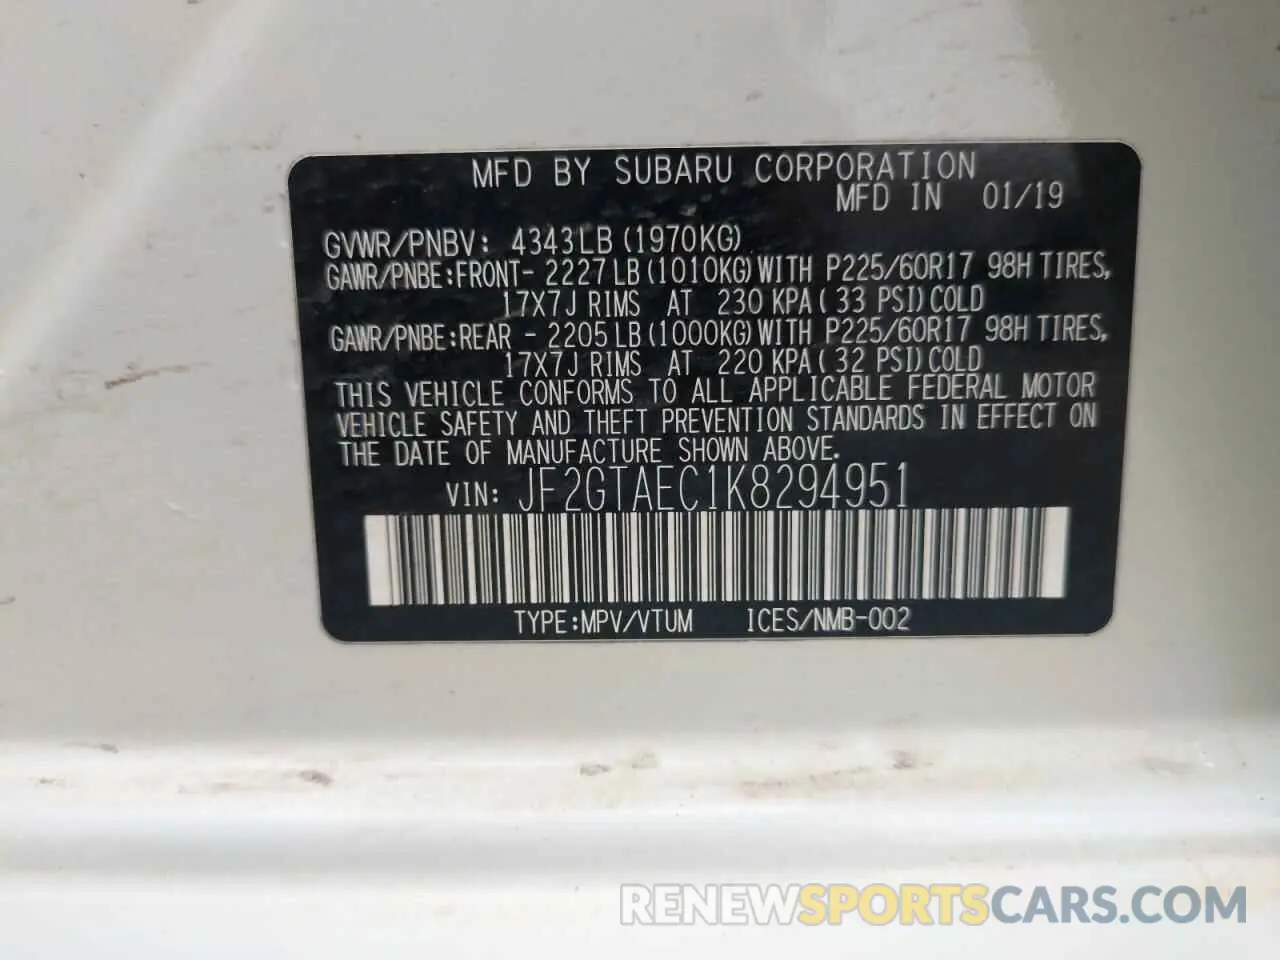 MFD BY SUBARU CORPORATION
MFD IN 01/19
GVWR/PNBV: 4343LB (1970KG)
GAWR/PNBE:FRONT- 2227 LB (1010KG) WITH P225/60R17 98H TIRES,
17X7J RIMS AT 230 KPA ( 33 PSI) COLD
GAWR/PNBE:REAR - 2205 LB (1000KG) WITH P225/60R17 98H TIRES,
17X7J RIMS AT 220 KPA ( 32 PSI) COLD
THIS VEHICLE CONFORMS TO ALL APPLICABLE FEDERAL MOTOR
VEHICLE SAFETY AND THEFT PREVENTION STANDARDS IN EFFECT ON
THE DATE OF MANUFACTURE SHOWN ABOVE.
VIN: JF2GTAEC1K8294951
TYPE:MPV/VTUM ICES/NMB-002
RENEWSPORTSCARS.COM